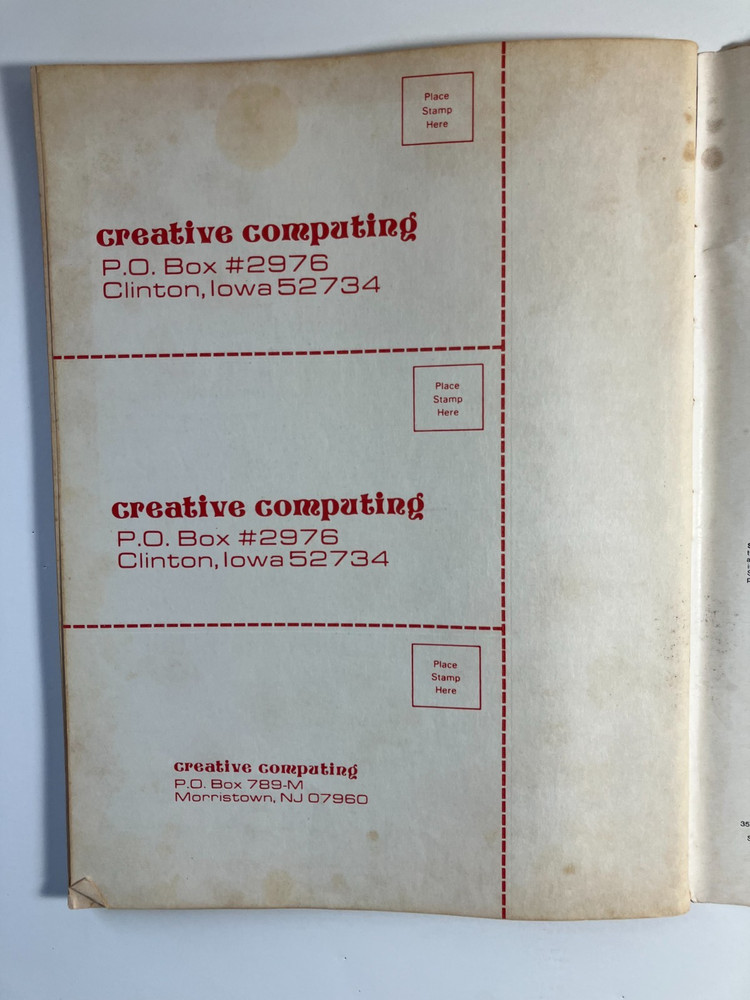 Place
Stamp
Here
creative computing
P.O. Box #2976
Clinton, Iowa 52734
Place
Stamp
Here
creative computing
P.O. Box #2976
Clinton, Iowa 52734
Place
Stamp
Here
creative computing
P.O. Box 789-M
Morristown, NJ 07960
35